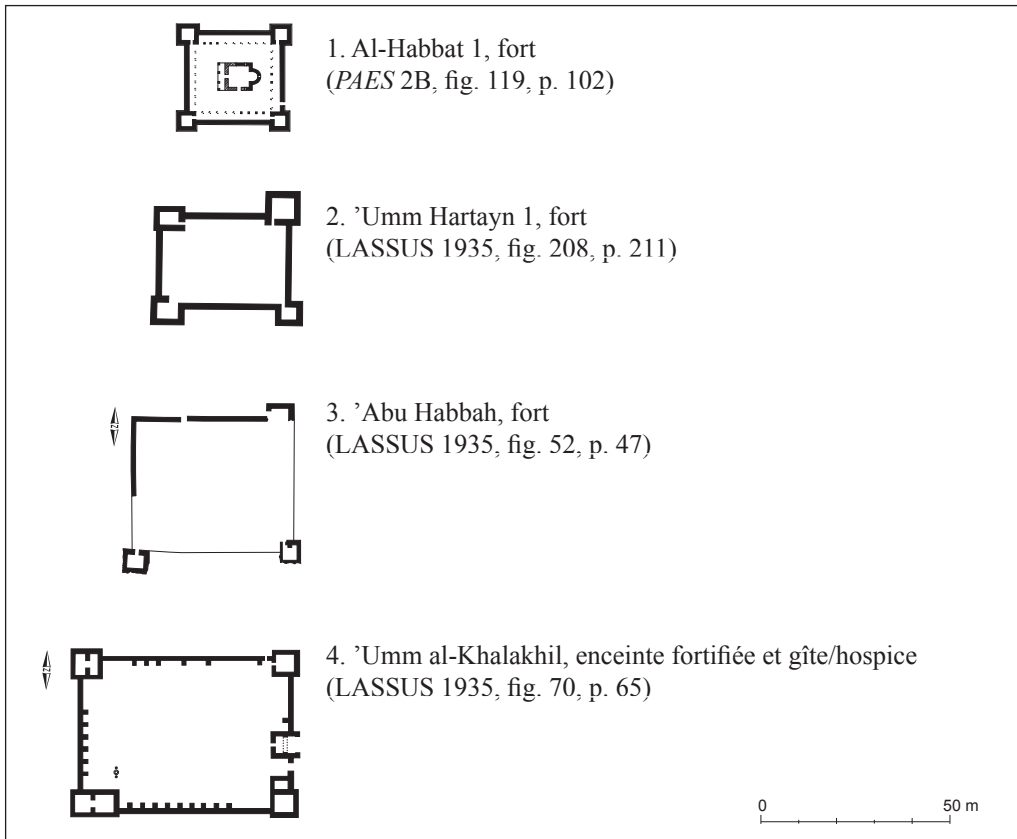 1. Al-Habbat 1, fort
(PAES 2B, fig. 119, p. 102)
2. ’Umm Hartayn 1, fort
(LASSUS 1935, fig. 208, p. 211)
3. ’Abu Habbah, fort
(LASSUS 1935, fig. 52, p. 47)
4. ’Umm al-Khalakhil, enceinte fortifiée et gîte/hospice
(LASSUS 1935, fig. 70, p. 65)
0 50 m